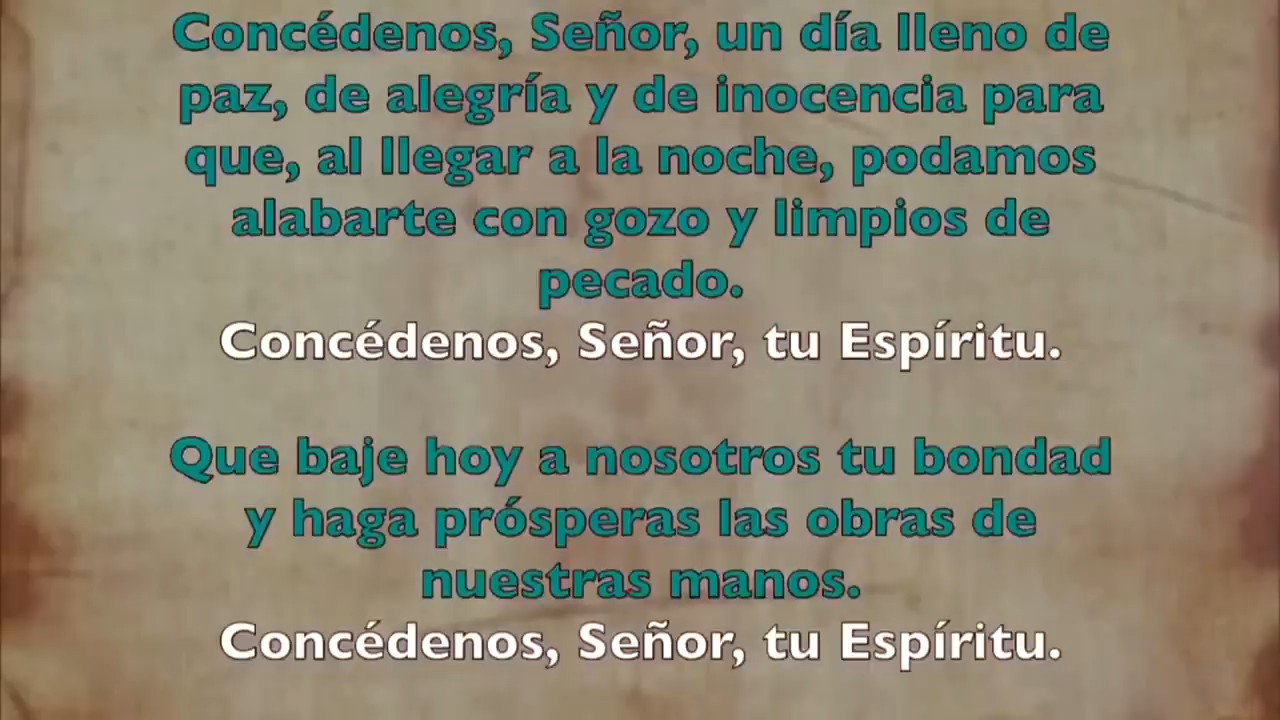 Concédenos, Señor, un día lleno de
paz, de alegría y de inocencia para
que, al llegar a la noche, podamos
alabarte con gozo y limpios de
pecado.
Concédenos, Señor, tu Espíritu.
Que baje hoy a nosotros tu bondad
y haga prósperas las obras de
nuestras manos.
Concédenos, Señor, tu Espíritu.